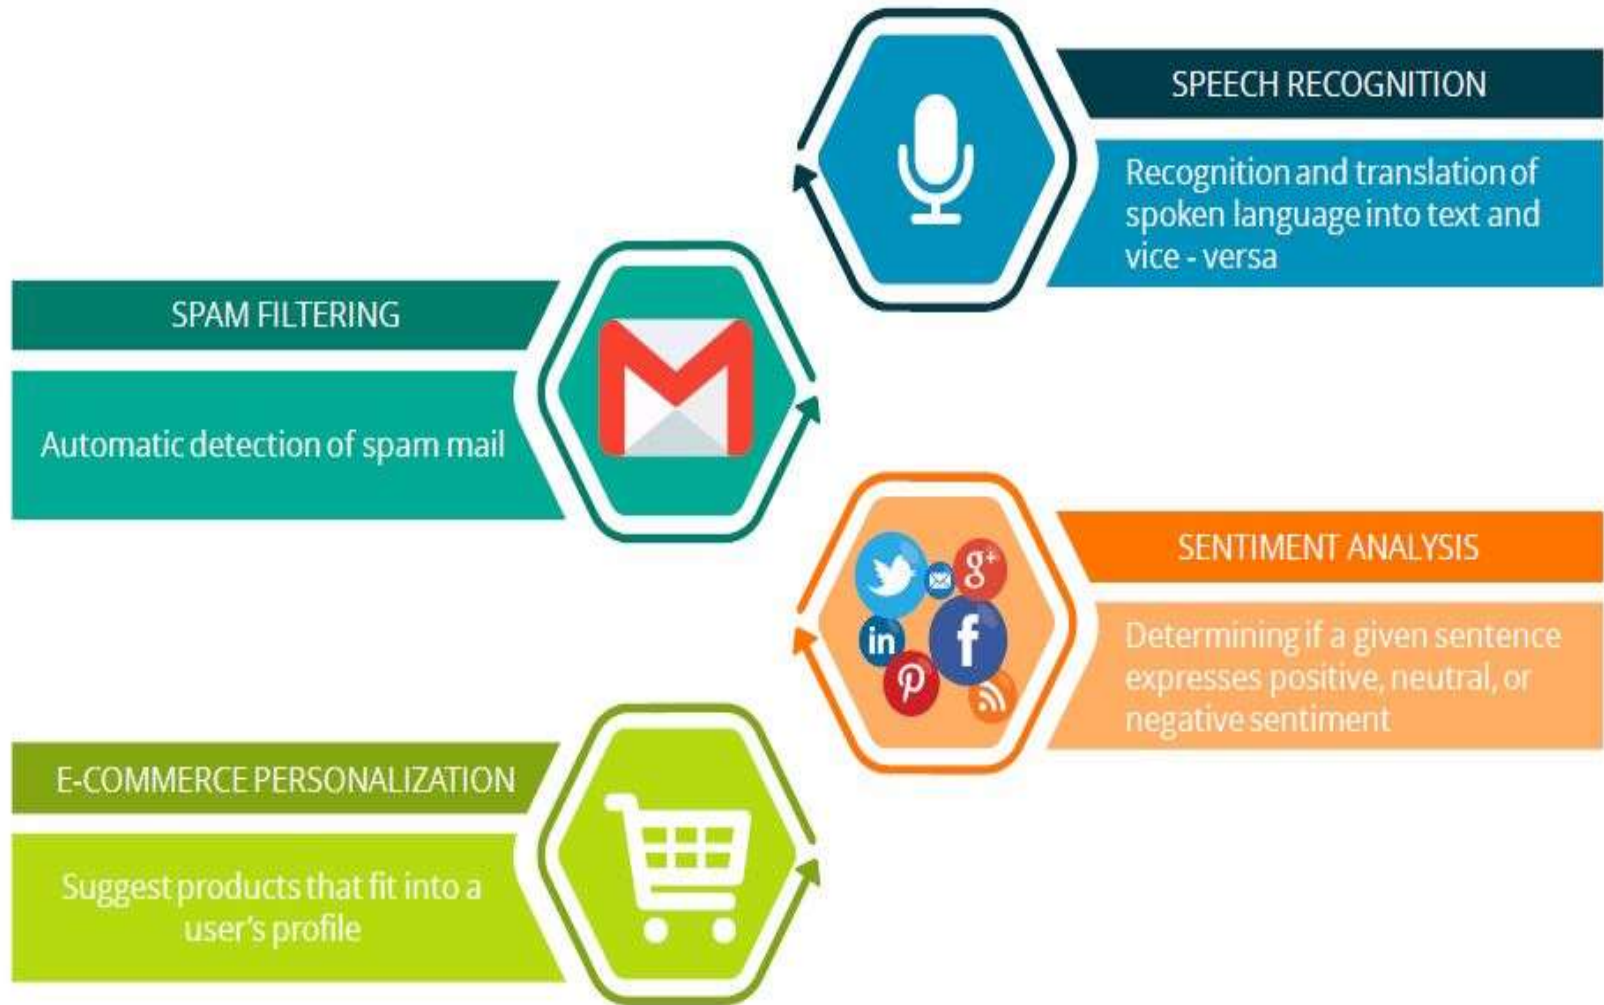 SPEECH RECOGNITION
Recognition and translation of
spoken language into text and
vice - versa
SPAM FILTERING
Automatic detection of spam mail
SENTIMENT ANALYSIS
Determining if a given sentence
expresses positive, neutral, or
negative sentiment
g+
in
f
E-COMMERCE PERSONALIZATION
Suggest products that fit into a
user's profile